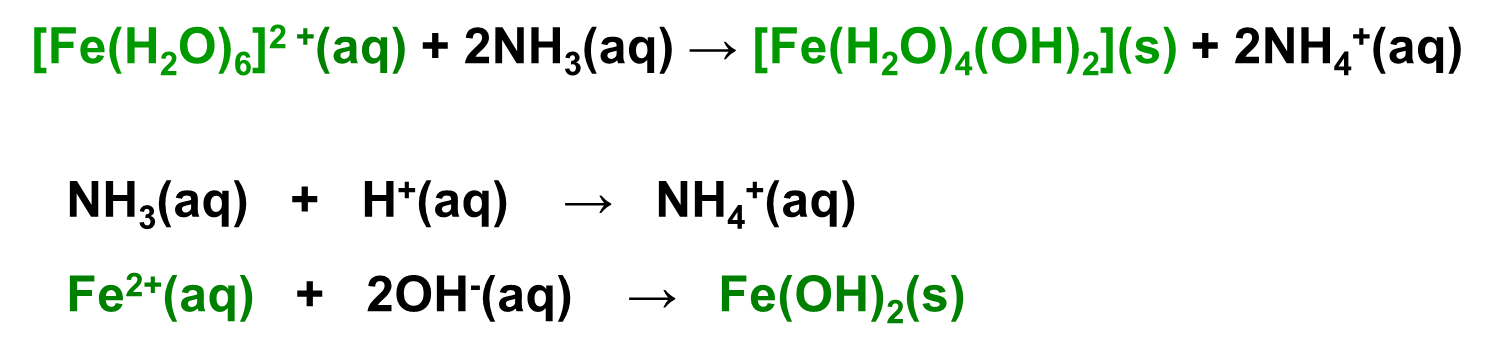 [Fe(H₂O)₆]²⁺(aq) + 2NH₃(aq) → [Fe(H₂O)₄(OH)₂](s) + 2NH₄⁺(aq)
NH₃(aq) + H⁺(aq) → NH₄⁺(aq)
Fe²⁺(aq) + 2OH⁻(aq) → Fe(OH)₂(s)